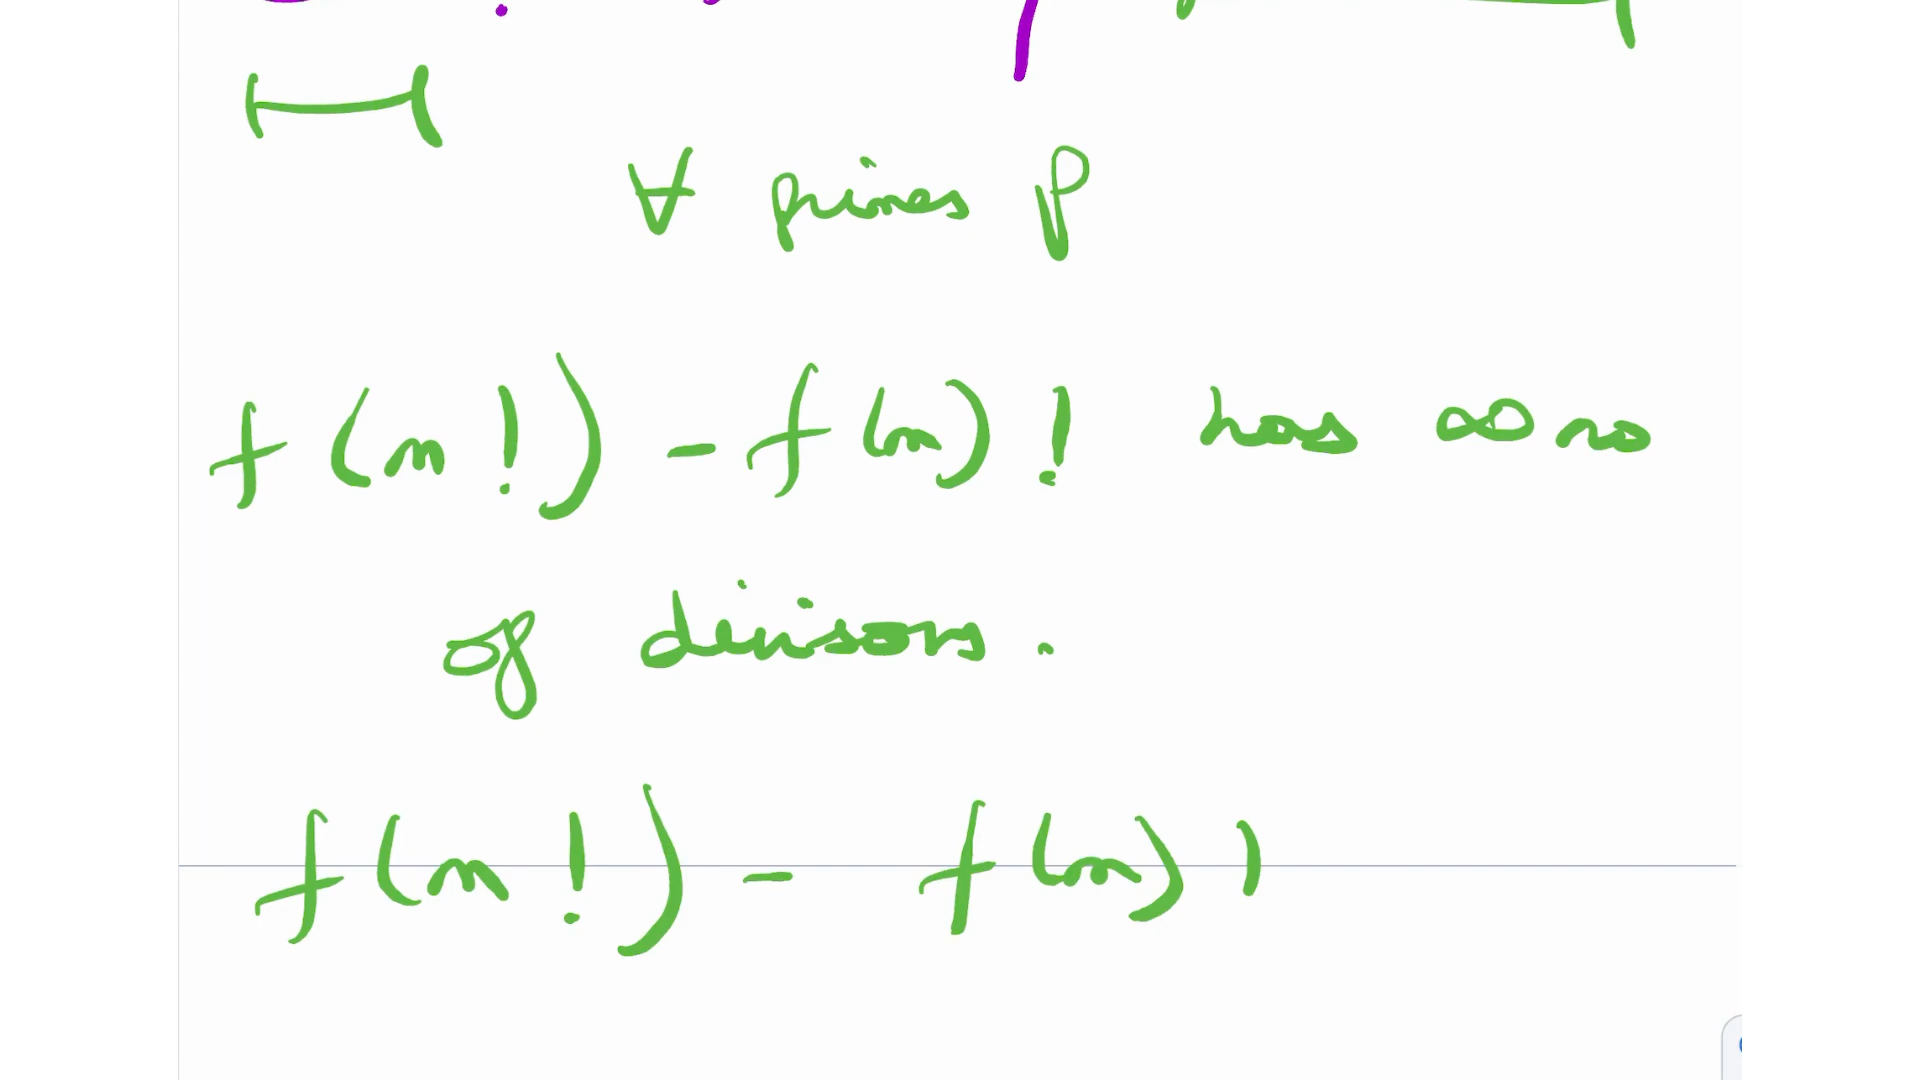 ∀ primes p
f(m!) - f(m)! has ∞ no
of divisors.
f(m!) - f(m)!